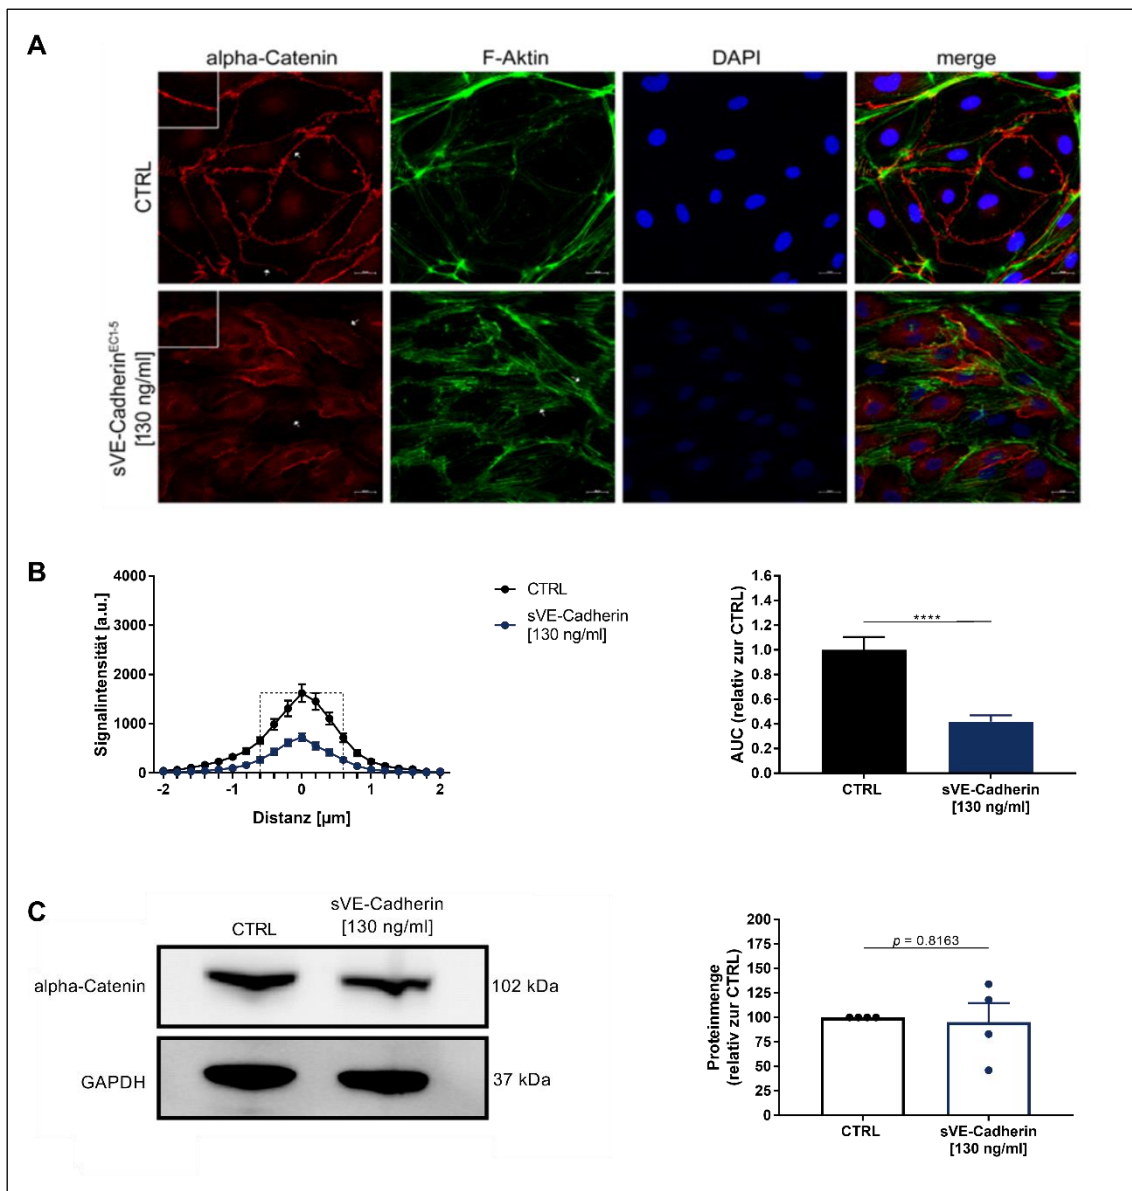 A
alpha-Catenin F-Aktin DAPI merge
CTRL
sVE-Cadherin^EC1-5
[130 ng/ml]
B
4000
3000
2000
1000
0
Signalintensität [a.u.]
-2 -1 0 1 2
Distanz [µm]
CTRL
sVE-Cadherin
[130 ng/ml]
1.6
1.4
1.2
1.0
0.8
0.6
0.4
0.2
0.0
AUC (relativ zur CTRL)
****
CTRL sVE-Cadherin
[130 ng/ml]
C
CTRL sVE-Cadherin
[130 ng/ml]
alpha-Catenin 102 kDa
GAPDH 37 kDa
200
175
150
125
100
75
50
25
0
Proteinmenge
(relativ zur CTRL)
p = 0.8163
CTRL sVE-Cadherin
[130 ng/ml]